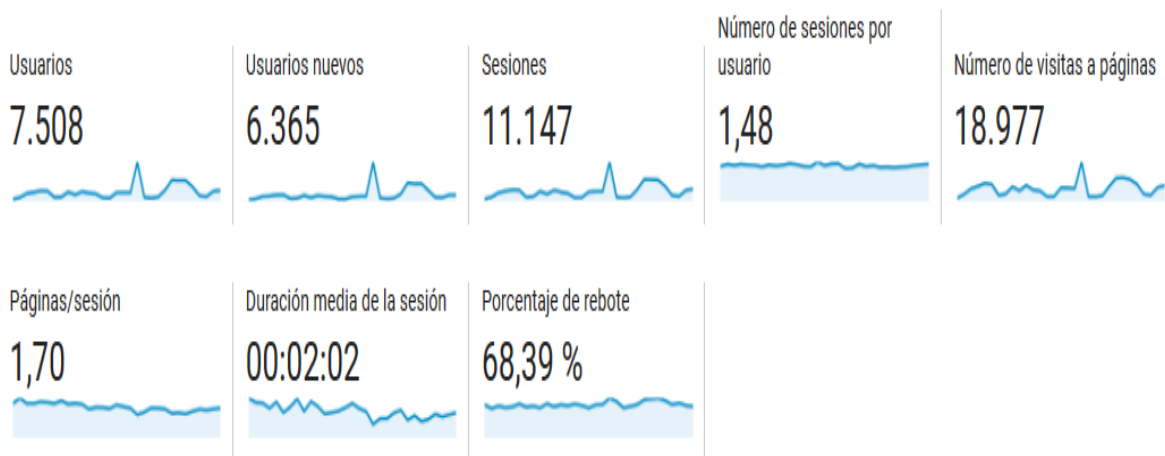 Usuarios
7.508
Usuarios nuevos
6.365
Sesiones
11.147
Número de sesiones por
usuario
1,48
Número de visitas a páginas
18.977
Páginas/sesión
1,70
Duración media de la sesión
00:02:02
Porcentaje de rebote
68,39 %